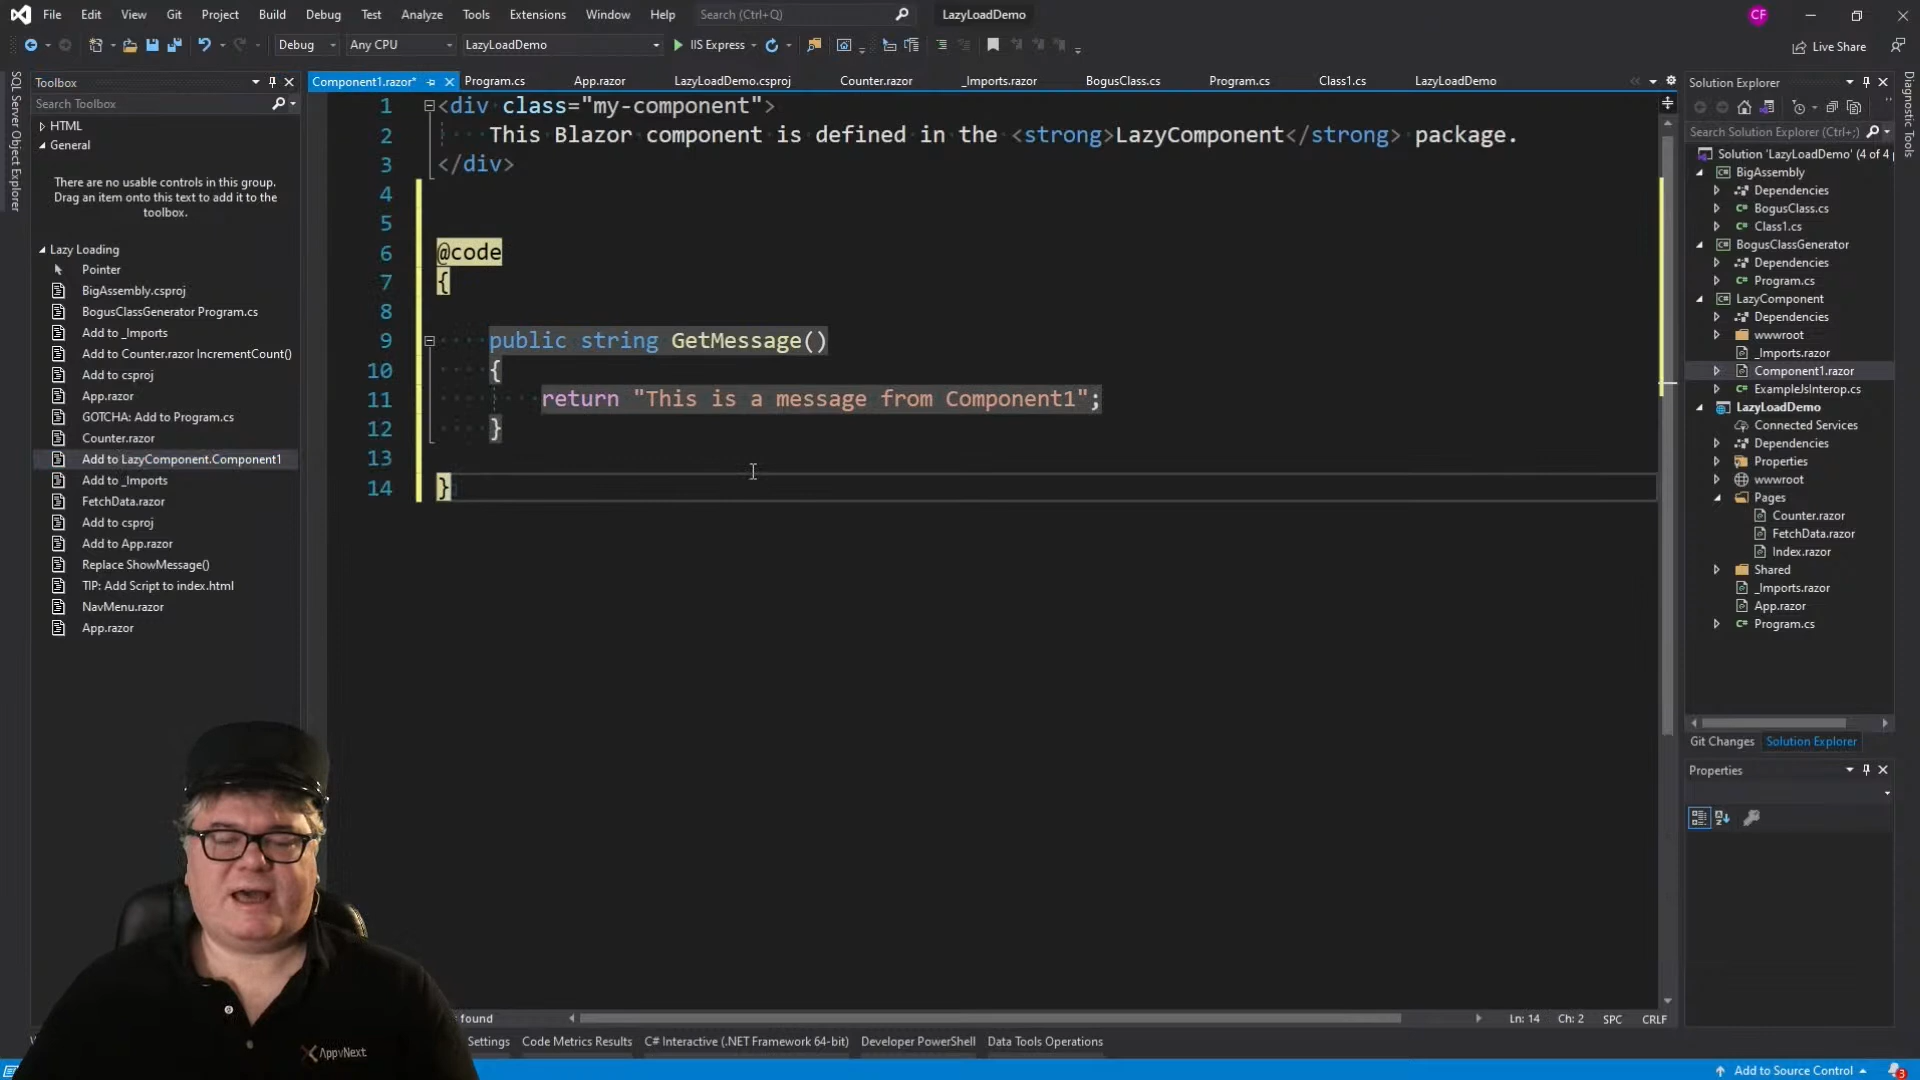 File Edit View Git Project Build Debug Test Analyze Tools Extensions Window Help Search (Ctrl+Q) LazyLoadDemo CF
Debug Any CPU LazyLoadDemo IIS Express Live Share
SQL Server Object Explorer
Toolbox
Search Toolbox
HTML
General
There are no usable controls in this group.
Drag an item onto this text to add it to the
toolbox.
Lazy Loading
Pointer
BigAssembly.csproj
BogusClassGenerator Program.cs
Add to _Imports
Add to Counter.razor IncrementCount()
Add to csproj
App.razor
GOTCHA: Add to Program.cs
Counter.razor
Add to LazyComponent.Component1
Add to _Imports
FetchData.razor
Add to csproj
Add to App.razor
Replace ShowMessage()
TIP: Add Script to index.html
NavMenu.razor
App.razor
Component1.razor* Program.cs App.razor LazyLoadDemo.csproj Counter.razor _Imports.razor BogusClass.cs Program.cs Class1.cs LazyLoadDemo
1 <div class="my-component">
2 This Blazor component is defined in the <strong>LazyComponent</strong> package.
3 </div>
4
5
6 @code
7 {
8
9 public string GetMessage()
10 {
11 return "This is a message from Component1";
12 }
13
14 }
found Ln: 14 Ch: 2 SPC CRLF
Settings Code Metrics Results C# Interactive (.NET Framework 64-bit) Developer PowerShell Data Tools Operations
Add to Source Control 3
Solution Explorer
Search Solution Explorer (Ctrl+;)
Solution 'LazyLoadDemo' (4 of 4
BigAssembly
Dependencies
BogusClass.cs
Class1.cs
BogusClassGenerator
Dependencies
Program.cs
LazyComponent
Dependencies
wwwroot
_Imports.razor
Component1.razor
ExampleJsInterop.cs
LazyLoadDemo
Connected Services
Dependencies
Properties
wwwroot
Pages
Counter.razor
FetchData.razor
Index.razor
Shared
_Imports.razor
App.razor
Program.cs
Git Changes Solution Explorer
Properties
Diagnostic Tools
AppvNext